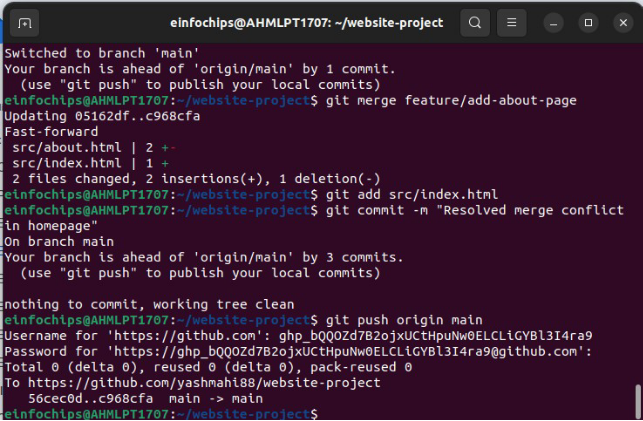 einfochips@AHMLPT1707: ~/website-project
Switched to branch 'main'
Your branch is ahead of 'origin/main' by 1 commit.
  (use "git push" to publish your local commits)
einfochips@AHMLPT1707:~/website-project$ git merge feature/add-about-page
Updating 05162df..c968cfa
Fast-forward
 src/about.html | 2 +-
 src/index.html | 1 +
 2 files changed, 2 insertions(+), 1 deletion(-)
einfochips@AHMLPT1707:~/website-project$ git add src/index.html
einfochips@AHMLPT1707:~/website-project$ git commit -m "Resolved merge conflict
in homepage"
On branch main
Your branch is ahead of 'origin/main' by 3 commits.
  (use "git push" to publish your local commits)
nothing to commit, working tree clean
einfochips@AHMLPT1707:~/website-project$ git push origin main
Username for 'https://github.com': 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
Password for 'https://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@github.com':
Total 0 (delta 0), reused 0 (delta 0), pack-reused 0
To https://github.com/yashmahi88/website-project
   56cec0d..c968cfa  main -> main
einfochips@AHMLPT1707:~/website-project$